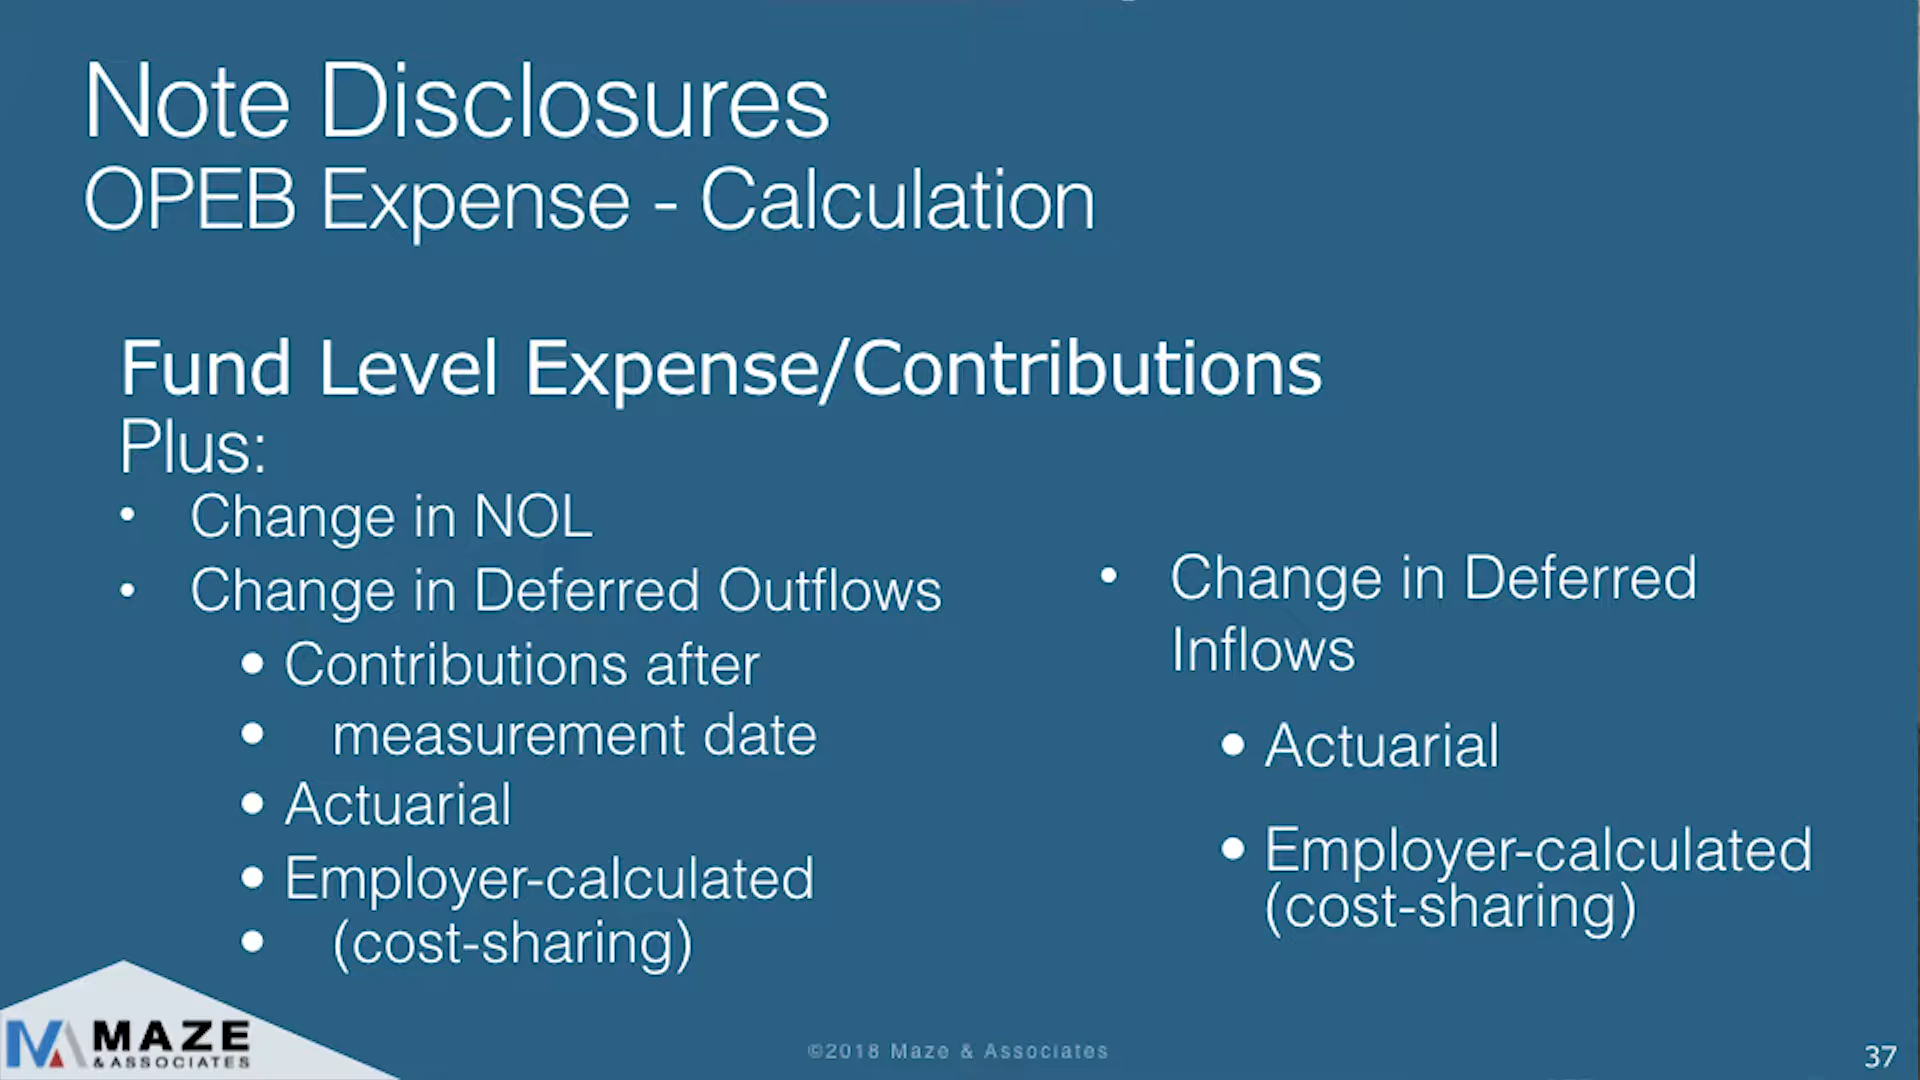 Note Disclosures
OPEB Expense - Calculation
Fund Level Expense/Contributions
Plus:
• Change in NOL
• Change in Deferred Outflows
• Contributions after
• measurement date
• Actuarial
• Employer-calculated
• (cost-sharing)
• Change in Deferred
Inflows
• Actuarial
• Employer-calculated
(cost-sharing)
MAZE
& ASSOCIATES
©2018 Maze & Associates
37